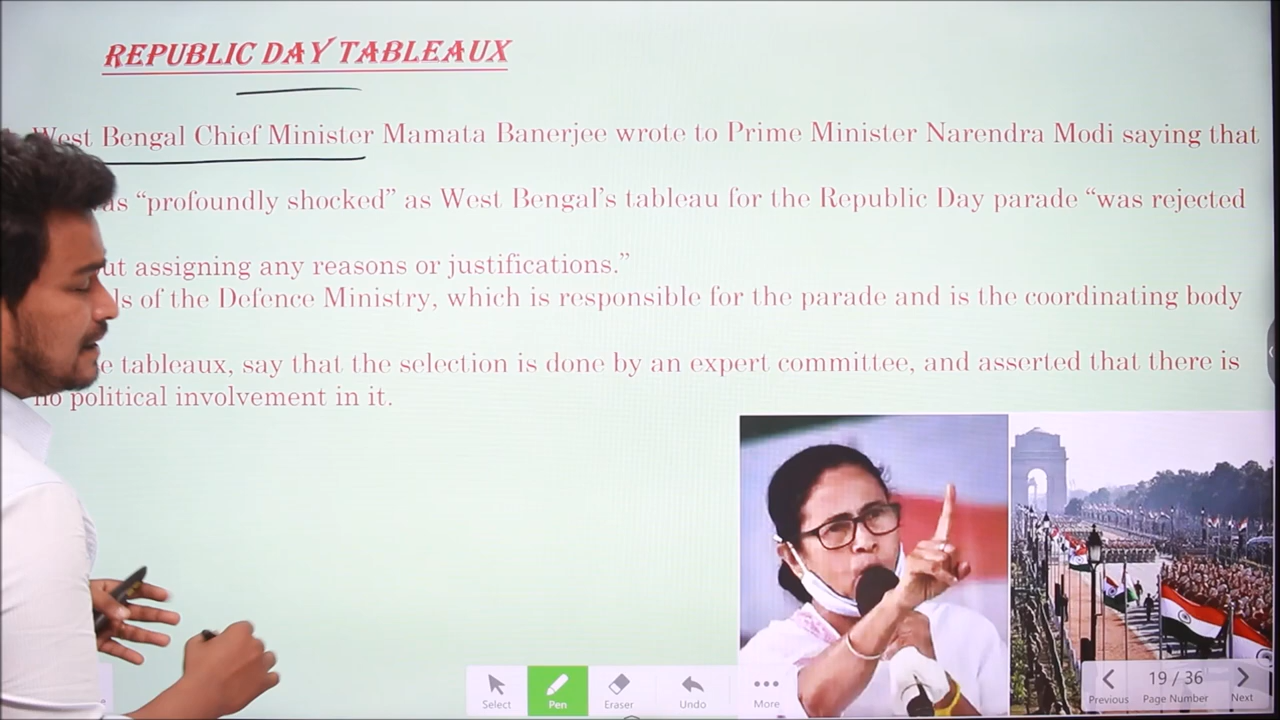 REPUBLIC DAY TABLEAUX
West Bengal Chief Minister Mamata Banerjee wrote to Prime Minister Narendra Modi saying that
as “profoundly shocked” as West Bengal’s tableau for the Republic Day parade “was rejected
ut assigning any reasons or justifications.”
ls of the Defence Ministry, which is responsible for the parade and is the coordinating body
e tableaux, say that the selection is done by an expert committee, and asserted that there is
no political involvement in it.
Select Pen Eraser Undo More
19 / 36
Previous Page Number Next